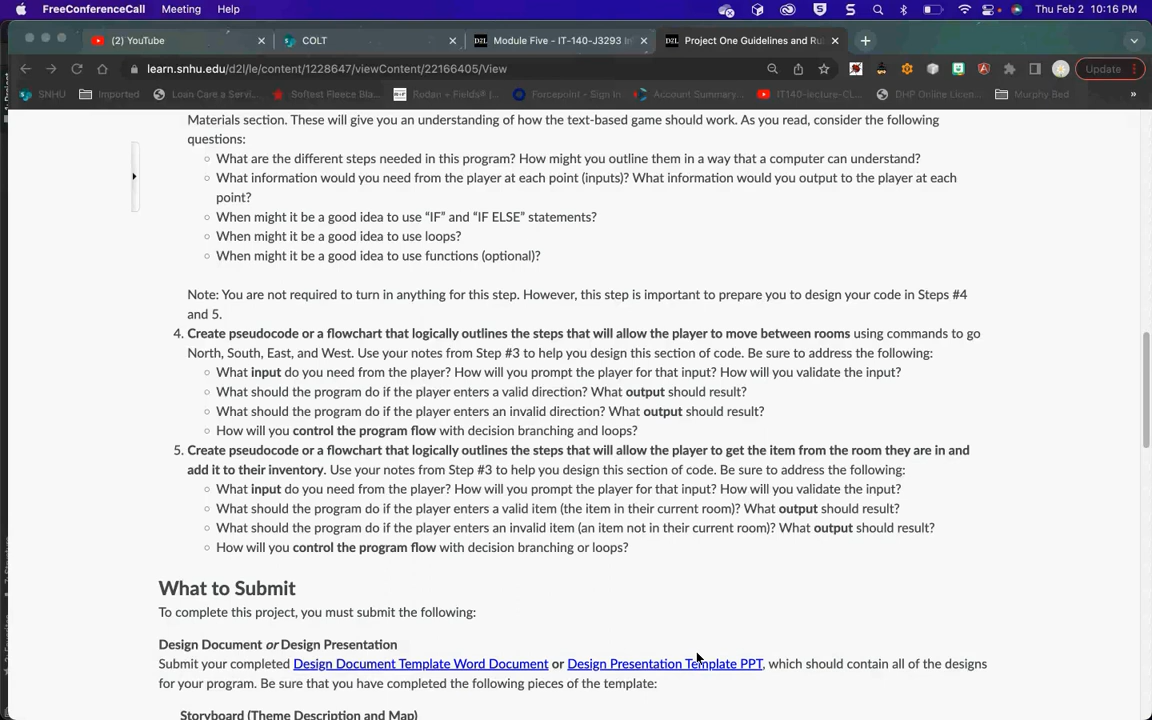 FreeConferenceCall Meeting Help Thu Feb 2 10:16 PM
(2) YouTube COLT D2L Module Five - IT-140-J3293 In D2L Project One Guidelines and Ru
learn.snhu.edu/d2l/le/content/1228647/viewContent/22166405/View Update
SNHU Imported Loan Care a Servi... Softest Fleece Bla... Rodan + Fields® |... Forcepoint - Sign In Account Summary... IT140-lecture-CL... DHP Online Licen... Murphy Bed »
Materials section. These will give you an understanding of how the text-based game should work. As you read, consider the following
questions:
What are the different steps needed in this program? How might you outline them in a way that a computer can understand?
What information would you need from the player at each point (inputs)? What information would you output to the player at each
point?
When might it be a good idea to use “IF” and “IF ELSE” statements?
When might it be a good idea to use loops?
When might it be a good idea to use functions (optional)?
Note: You are not required to turn in anything for this step. However, this step is important to prepare you to design your code in Steps #4
and 5.
4. Create pseudocode or a flowchart that logically outlines the steps that will allow the player to move between rooms using commands to go
North, South, East, and West. Use your notes from Step #3 to help you design this section of code. Be sure to address the following:
What input do you need from the player? How will you prompt the player for that input? How will you validate the input?
What should the program do if the player enters a valid direction? What output should result?
What should the program do if the player enters an invalid direction? What output should result?
How will you control the program flow with decision branching and loops?
5. Create pseudocode or a flowchart that logically outlines the steps that will allow the player to get the item from the room they are in and
add it to their inventory. Use your notes from Step #3 to help you design this section of code. Be sure to address the following:
What input do you need from the player? How will you prompt the player for that input? How will you validate the input?
What should the program do if the player enters a valid item (the item in their current room)? What output should result?
What should the program do if the player enters an invalid item (an item not in their current room)? What output should result?
How will you control the program flow with decision branching or loops?
What to Submit
To complete this project, you must submit the following:
Design Document or Design Presentation
Submit your completed Design Document Template Word Document or Design Presentation Template PPT, which should contain all of the designs
for your program. Be sure that you have completed the following pieces of the template:
Storyboard (Theme Description and Map)